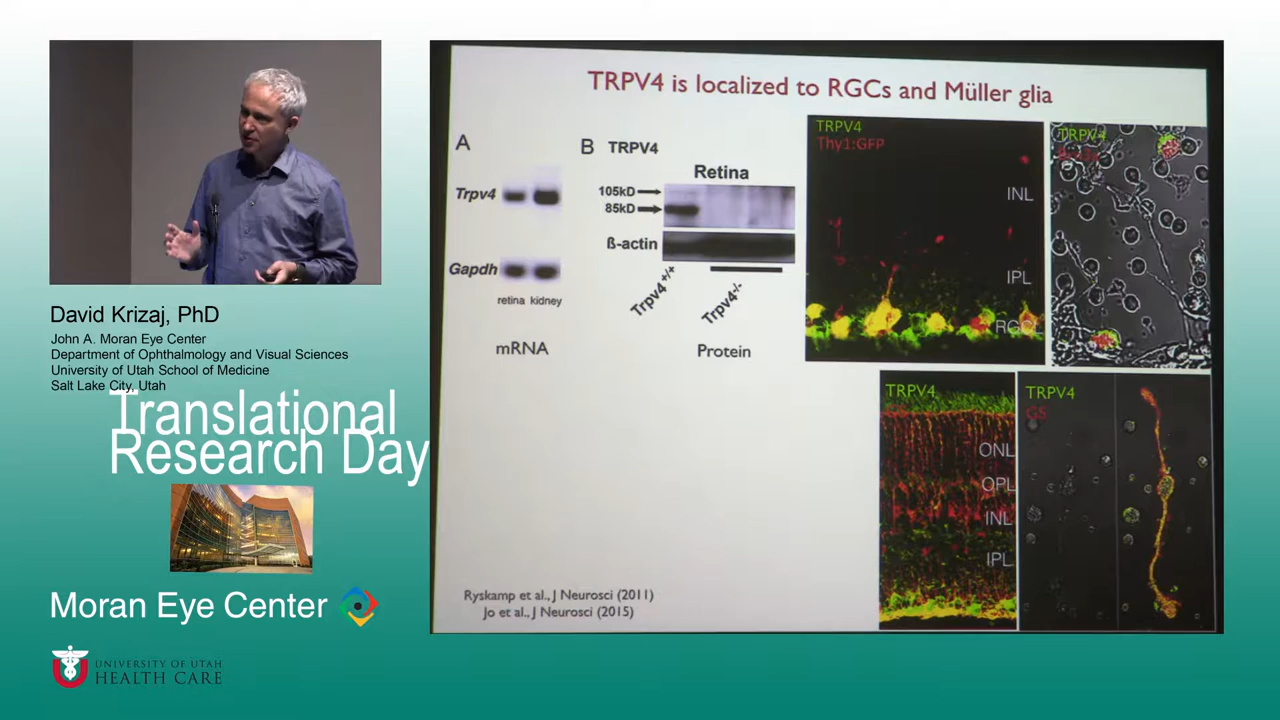 David Krizaj, PhD
John A. Moran Eye Center
Department of Ophthalmology and Visual Sciences
University of Utah School of Medicine
Salt Lake City, Utah
Translational
Research Day
Moran Eye Center
UNIVERSITY OF UTAH
HEALTH CARE
TRPV4 is localized to RGCs and Müller glia
A
Trpv4
Gapdh
retina kidney
mRNA
B TRPV4
Retina
105kD
85kD
ß-actin
Trpv4+/+
Trpv4-/-
Protein
TRPV4
Thy1:GFP
INL
IPL
RGCL
TRPV4
TRPV4
GS
ONL
OPL
INL
IPL
TRPV4
GS
Ryskamp et al., J Neurosci (2011)
Jo et al., J Neurosci (2015)